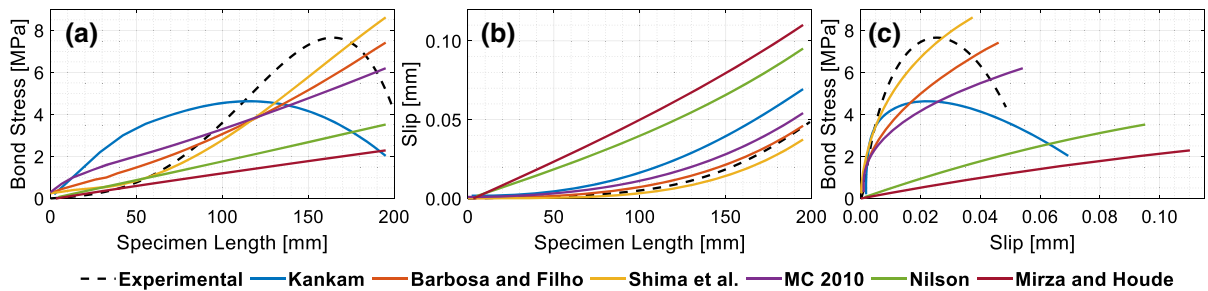 (a)
Bond Stress [MPa]
8
6
4
2
0
0 50 100 150 200
Specimen Length [mm]
(b)
Slip [mm]
0.10
0.05
0.00
0 50 100 150 200
Specimen Length [mm]
(c)
Bond Stress [MPa]
8
6
4
2
0
0.00 0.02 0.04 0.06 0.08 0.10
Slip [mm]
Experimental Kankam Barbosa and Filho Shima et al. MC 2010 Nilson Mirza and Houde